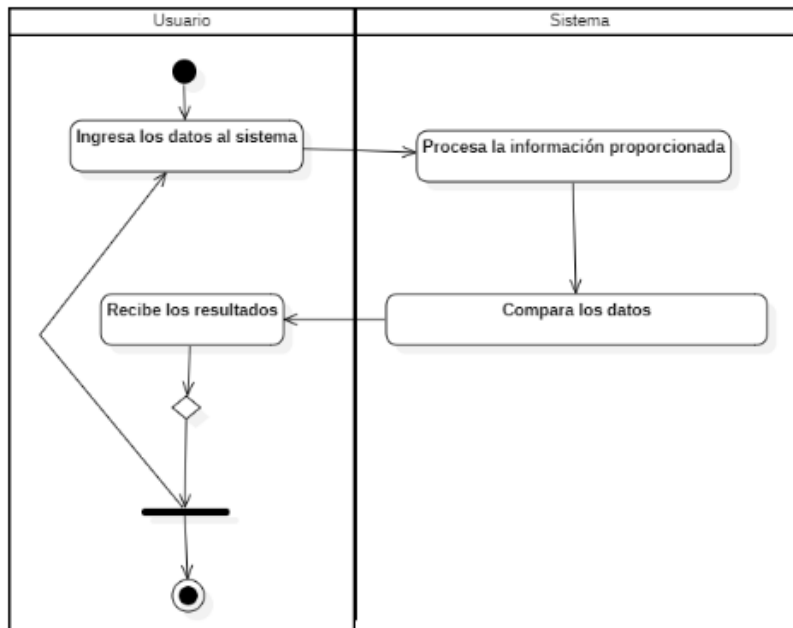 Usuario
Sistema
Ingresa los datos al sistema
Procesa la información proporcionada
Recibe los resultados
Compara los datos